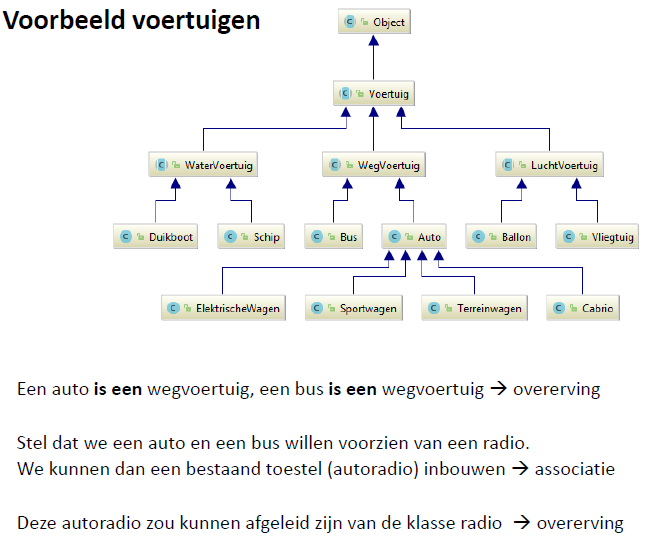 Voorbeeld voertuigen
Object
Voertuig
WaterVoertuig
WegVoertuig
LuchtVoertuig
Duikboot
Schip
Bus
Auto
Ballon
Vliegtuig
ElektrischeWagen
Sportwagen
Terreinwagen
Cabrio
Een auto is een wegvoertuig, een bus is een wegvoertuig → overerving
Stel dat we een auto en een bus willen voorzien van een radio.
We kunnen dan een bestaand toestel (autoradio) inbouwen → associatie
Deze autoradio zou kunnen afgeleid zijn van de klasse radio → overerving